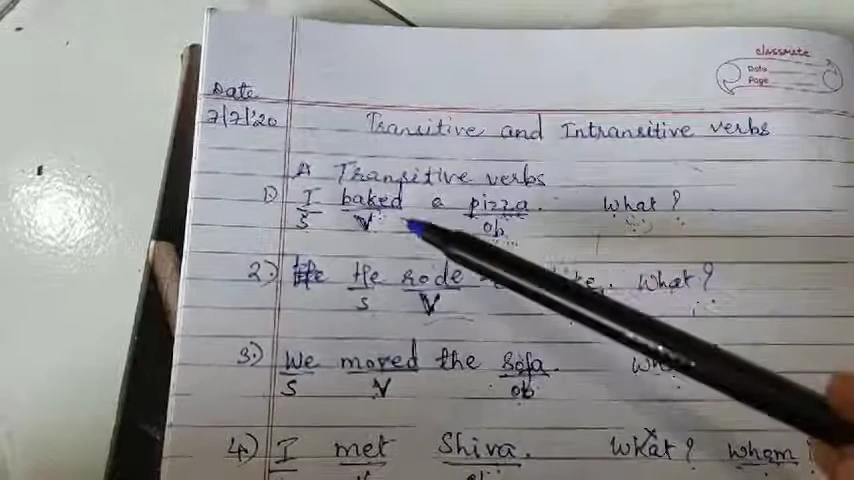 classmate
Date
Page
Date
7/7/'20
Transitive and Intransitive verbs
A Transitive verbs
1) I baked a pizza. What?
S V ob
2) He rode What?
S V
3) We moved the sofa.
S V ob
4) I met Shiva. What? Whom